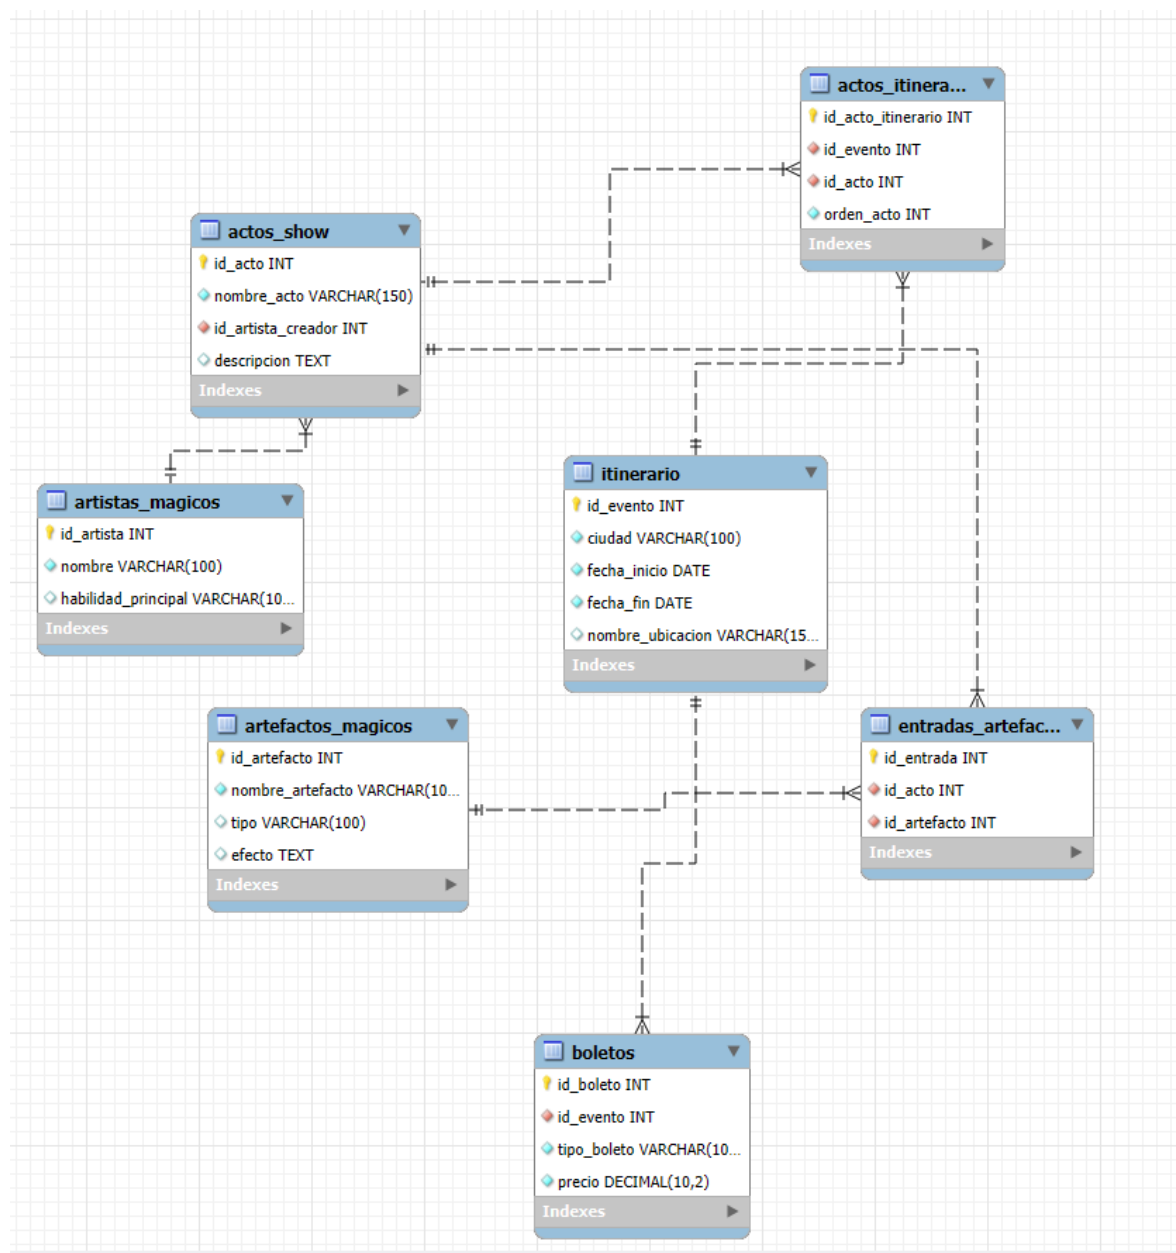 actos_itinera...
id_acto_itinerario INT
id_evento INT
id_acto INT
orden_acto INT
Indexes
actos_show
id_acto INT
nombre_acto VARCHAR(150)
id_artista_creador INT
descripcion TEXT
Indexes
artistas_magicos
id_artista INT
nombre VARCHAR(100)
habilidad_principal VARCHAR(10...
Indexes
itinerario
id_evento INT
ciudad VARCHAR(100)
fecha_inicio DATE
fecha_fin DATE
nombre_ubicacion VARCHAR(15...
Indexes
artefactos_magicos
id_artefacto INT
nombre_artefacto VARCHAR(10...
tipo VARCHAR(100)
efecto TEXT
Indexes
entradas_artefac...
id_entrada INT
id_acto INT
id_artefacto INT
Indexes
boletos
id_boleto INT
id_evento INT
tipo_boleto VARCHAR(10...
precio DECIMAL(10,2)
Indexes